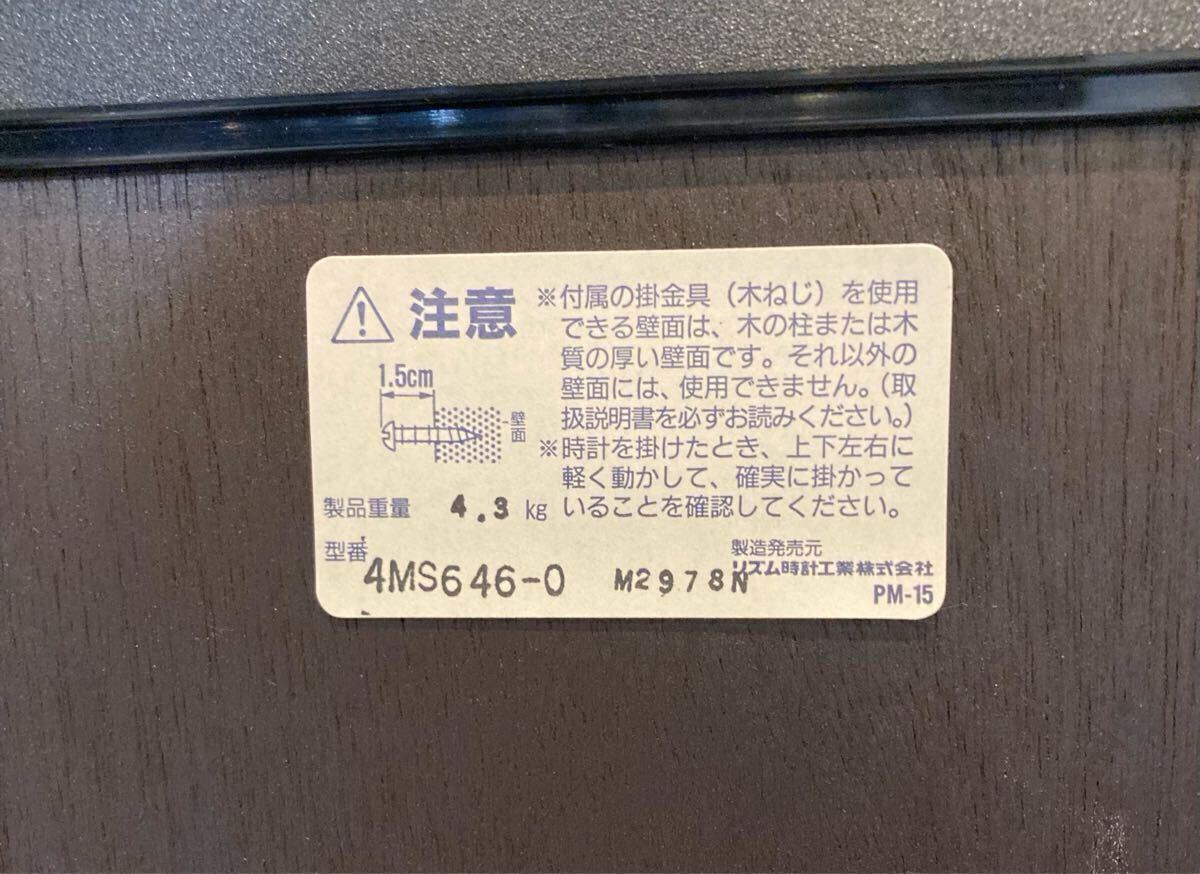 注意
1.5cm
壁面
製品重量 4.3 kg
型番
4MS646-0 M2978N
※付属の掛金具（木ねじ）を使用
できる壁面は、木の柱または木
質の厚い壁面です。それ以外の
壁面には、使用できません。（取
扱説明書を必ずお読みください。）
※時計を掛けたとき、上下左右に
軽く動かして、確実に掛かって
いることを確認してください。
製造発売元
リズム時計工業株式会社
PM-15